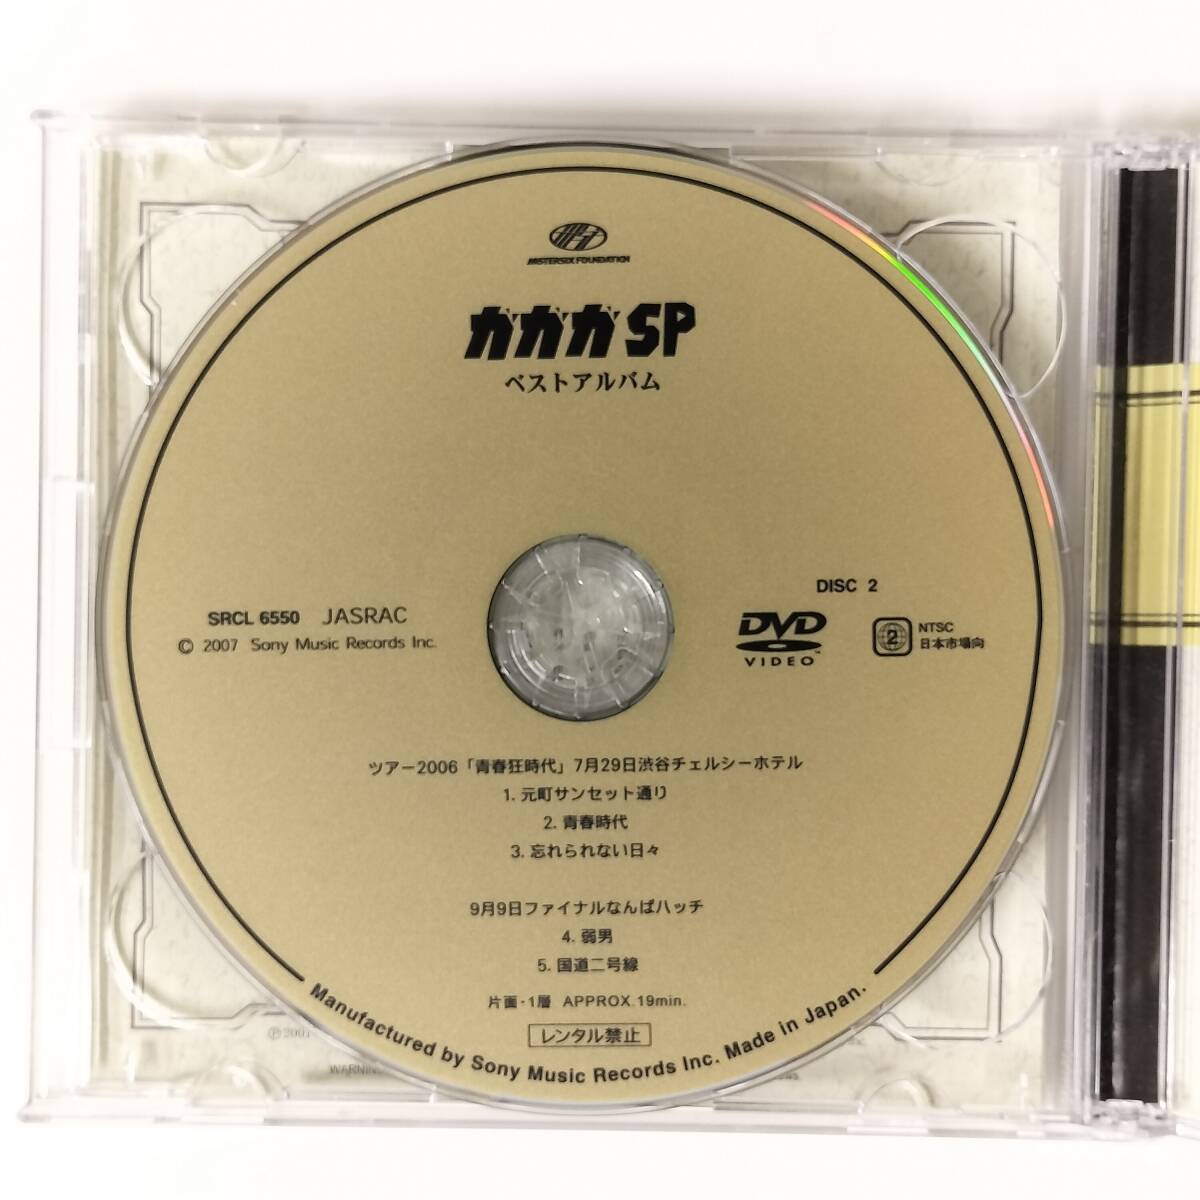 MISTERSIX FOUNDATION
ガガガSP
ベストアルバム
DISC 2
SRCL 6550 JASRAC
© 2007 Sony Music Records Inc.
DVD
VIDEO
2
NTSC
日本市場向
ツアー2006「青春狂時代」7月29日渋谷チェルシーホテル
1. 元町サンセット通り
2. 青春時代
3. 忘れられない日々
9月9日ファイナルなんばハッチ
4. 弱男
5. 国道二号線
片面・1層 APPROX.19min.
レンタル禁止
Manufactured by Sony Music Records Inc. Made in Japan.